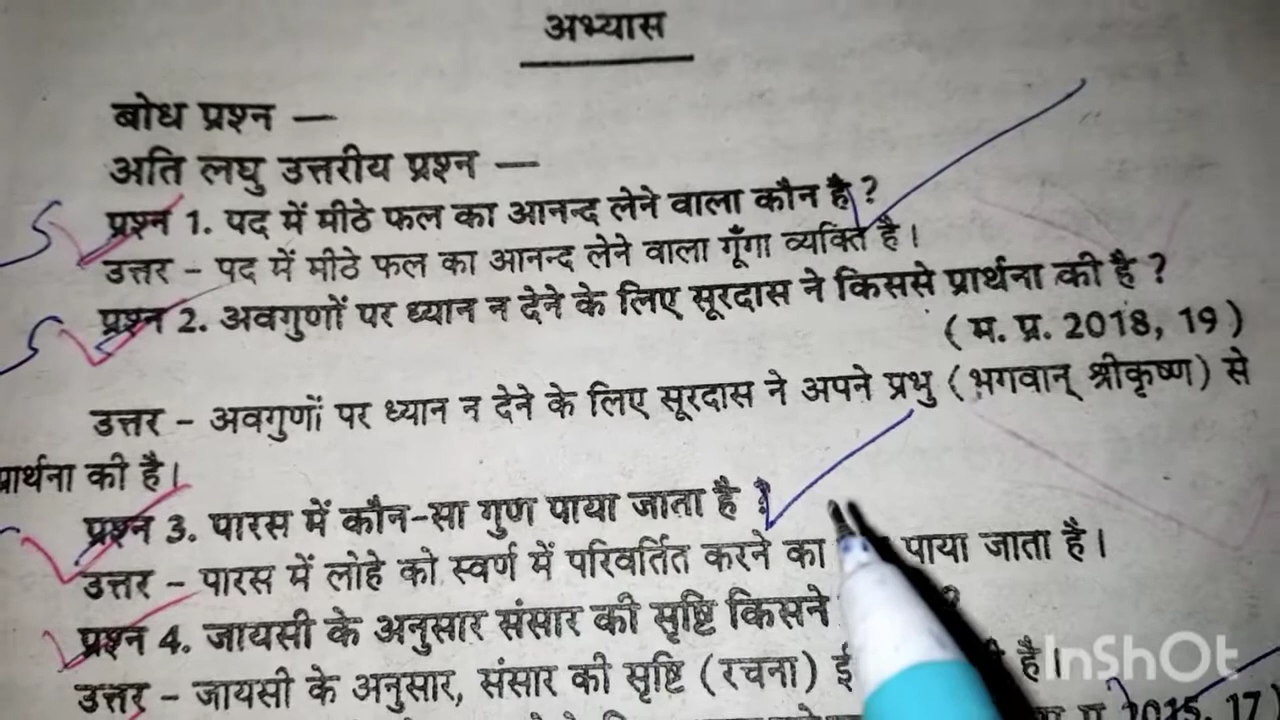 अभ्यास
बोध प्रश्न —
अति लघु उत्तरीय प्रश्न —
प्रश्न 1. पद में मीठे फल का आनन्द लेने वाला कौन है ?
उत्तर – पद में मीठे फल का आनन्द लेने वाला गूँगा व्यक्ति है।
प्रश्न 2. अवगुणों पर ध्यान न देने के लिए सूरदास ने किससे प्रार्थना की है ?
( म. प्र. 2018, 19 )
उत्तर – अवगुणों पर ध्यान न देने के लिए सूरदास ने अपने प्रभु ( भगवान् श्रीकृष्ण ) से
प्रार्थना की है।
प्रश्न 3. पारस में कौन-सा गुण पाया जाता है ?
उत्तर – पारस में लोहे को स्वर्ण में परिवर्तित करने का पाया जाता है।
प्रश्न 4. जायसी के अनुसार संसार की सृष्टि किसने ?
उत्तर – जायसी के अनुसार, संसार की सृष्टि ( रचना ) है।
2015, 17 )
InShOt